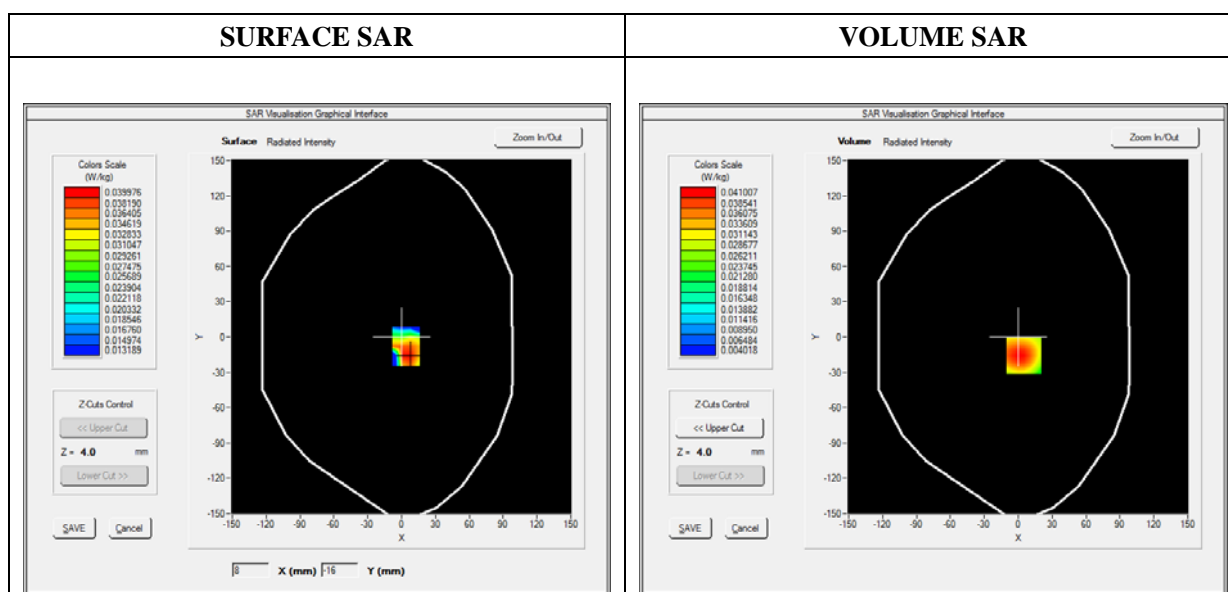 SURFACE SAR
VOLUME SAR
SAR Visualisation Graphical Interface
Surface Radiated Intensity
Zoom In/Out
Colors Scale
(W/kg)
0.039976
0.038190
0.036405
0.034619
0.032833
0.031047
0.029261
0.027475
0.025689
0.023904
0.022118
0.020332
0.018546
0.016760
0.014974
0.013189
150
120
90
60
30
0
-30
-60
-90
-120
-150
Y
-150 -120 -90 -60 -30 0 30 60 90 120 150
X
Z-Cuts Control
<< Upper Cut
Z = 4.0 mm
Lower Cut >>
SAVE Cancel
8 X (mm) -16 Y (mm)
SAR Visualisation Graphical Interface
Volume Radiated Intensity
Zoom In/Out
Colors Scale
(W/kg)
0.041007
0.038541
0.036075
0.033609
0.031143
0.028677
0.026211
0.023745
0.021280
0.018814
0.016348
0.013882
0.011416
0.008950
0.006484
0.004018
150
120
90
60
30
0
-30
-60
-90
-120
-150
Y
-150 -120 -90 -60 -30 0 30 60 90 120 150
X
Z-Cuts Control
<< Upper Cut
Z = 4.0 mm
Lower Cut >>
SAVE Cancel